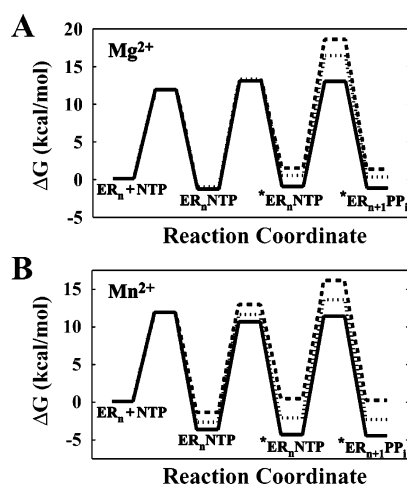 A
Mg2+
20
15
10
5
0
-5
ΔG (kcal/mol)
ERn + NTP
ERnNTP
*ERnNTP
*ERn+1PPi
Reaction Coordinate
B
Mn2+
15
10
5
0
-5
ΔG (kcal/mol)
ERn + NTP
ERnNTP
*ERnNTP
*ERn+1PPi
Reaction Coordinate